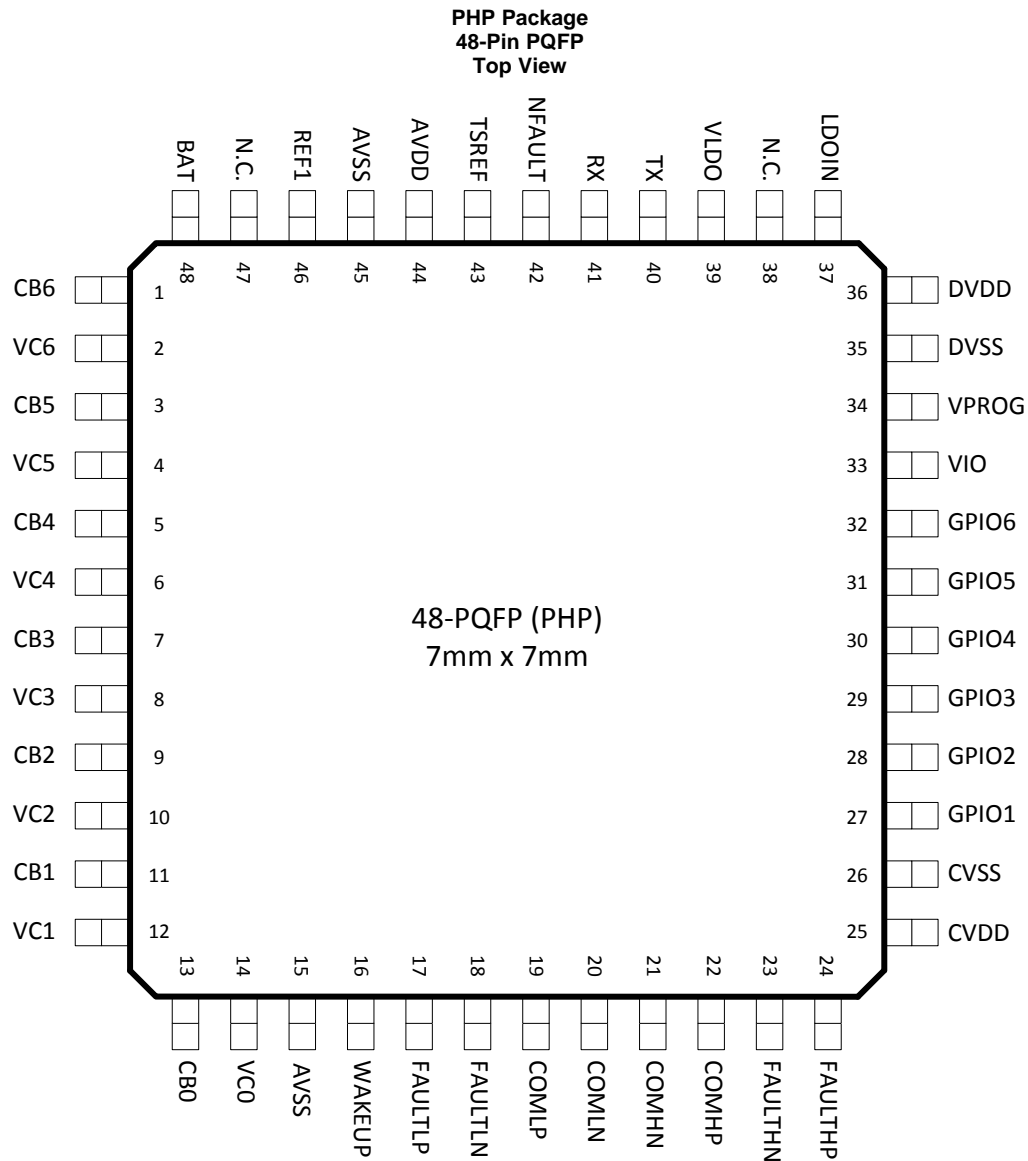 PHP Package
48-Pin PQFP
Top View
BAT
N.C.
REF1
AVSS
AVDD
TSREF
NFAULT
RX
TX
VLDO
N.C.
LDOIN
48
47
46
45
44
43
42
41
40
39
38
37
CB6 1
VC6 2
CB5 3
VC5 4
CB4 5
VC4 6
CB3 7
VC3 8
CB2 9
VC2 10
CB1 11
VC1 12
48-PQFP (PHP)
7mm x 7mm
36 DVDD
35 DVSS
34 VPROG
33 VIO
32 GPIO6
31 GPIO5
30 GPIO4
29 GPIO3
28 GPIO2
27 GPIO1
26 CVSS
25 CVDD
13
14
15
16
17
18
19
20
21
22
23
24
CB0
VC0
AVSS
WAKEUP
FAULTLP
FAULTLN
COMLP
COMLN
COMHN
COMHP
FAULTHN
FAULTHP